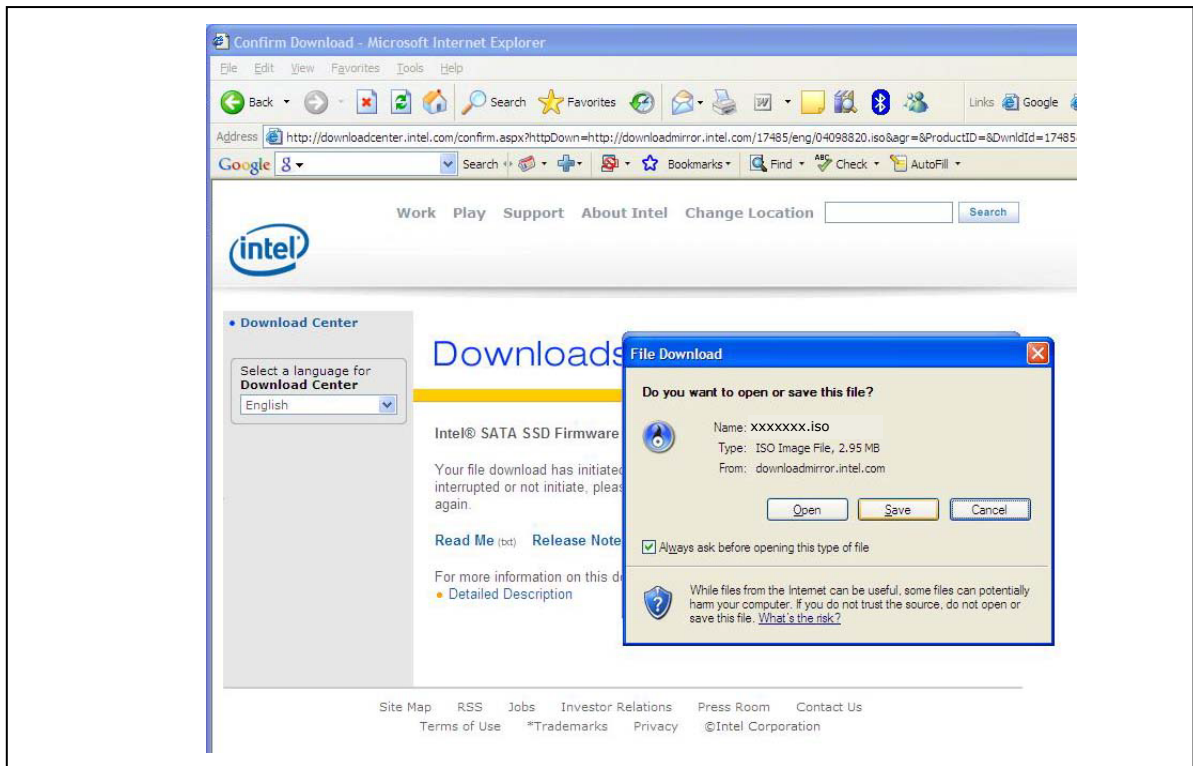 Confirm Download - Microsoft Internet Explorer
File Edit View Favorites Tools Help
Back Search Favorites Links Google
Address http://downloadcenter.intel.com/confirm.aspx?httpDown=http://downloadmirror.intel.com/17485/eng/04098820.iso&agr=&ProductID=&DwnldId=17485
Google Search Bookmarks Find Check AutoFill
Work Play Support About Intel Change Location Search
intel
Download Center
Select a language for
Download Center
English
Downloads
Intel® SATA SSD Firmware
Your file download has initiated
interrupted or not initiate, pleas
again.
Read Me (txt) Release Note
For more information on this d
Detailed Description
File Download
Do you want to open or save this file?
Name: xxxxxxx.iso
Type: ISO Image File, 2.95 MB
From: downloadmirror.intel.com
Open Save Cancel
Always ask before opening this type of file
While files from the Internet can be useful, some files can potentially
harm your computer. If you do not trust the source, do not open or
save this file. What's the risk?
Site Map RSS Jobs Investor Relations Press Room Contact Us
Terms of Use *Trademarks Privacy ©Intel Corporation